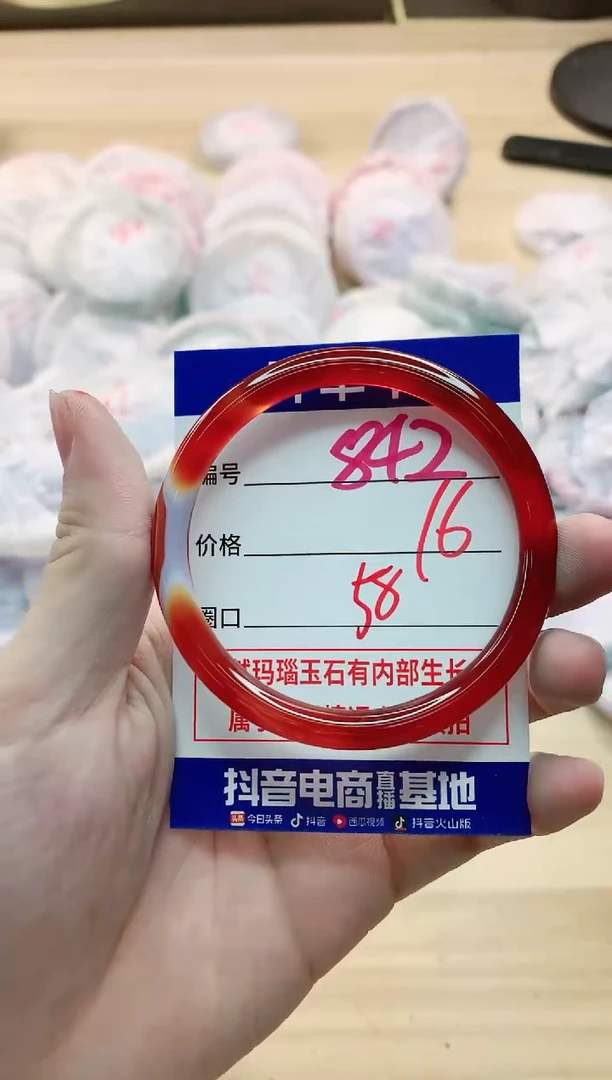 编号 842
价格 16
圈口 58
玛瑙玉石有内部生长
抖音电商直播基地
头条 今日头条 抖音 西瓜视频 抖音火山版